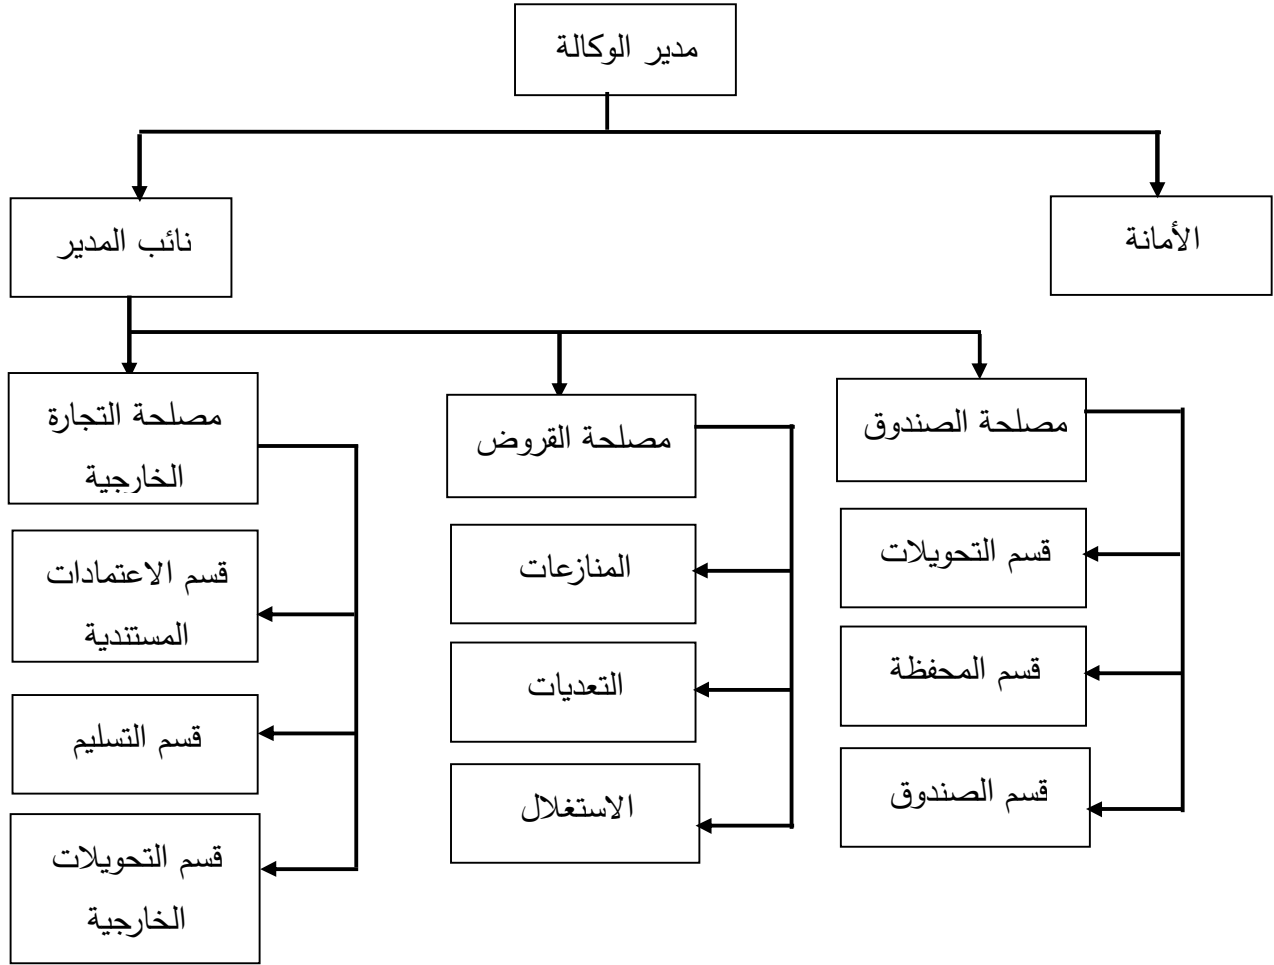 مدير الوكالة
الأمانة
نائب المدير
مصلحة الصندوق
قسم التحويلات
قسم المحفظة
قسم الصندوق
مصلحة القروض
المنازعات
التعديات
الاستغلال
مصلحة التجارة
الخارجية
قسم الاعتمادات
المستندية
قسم التسليم
قسم التحويلات
الخارجية